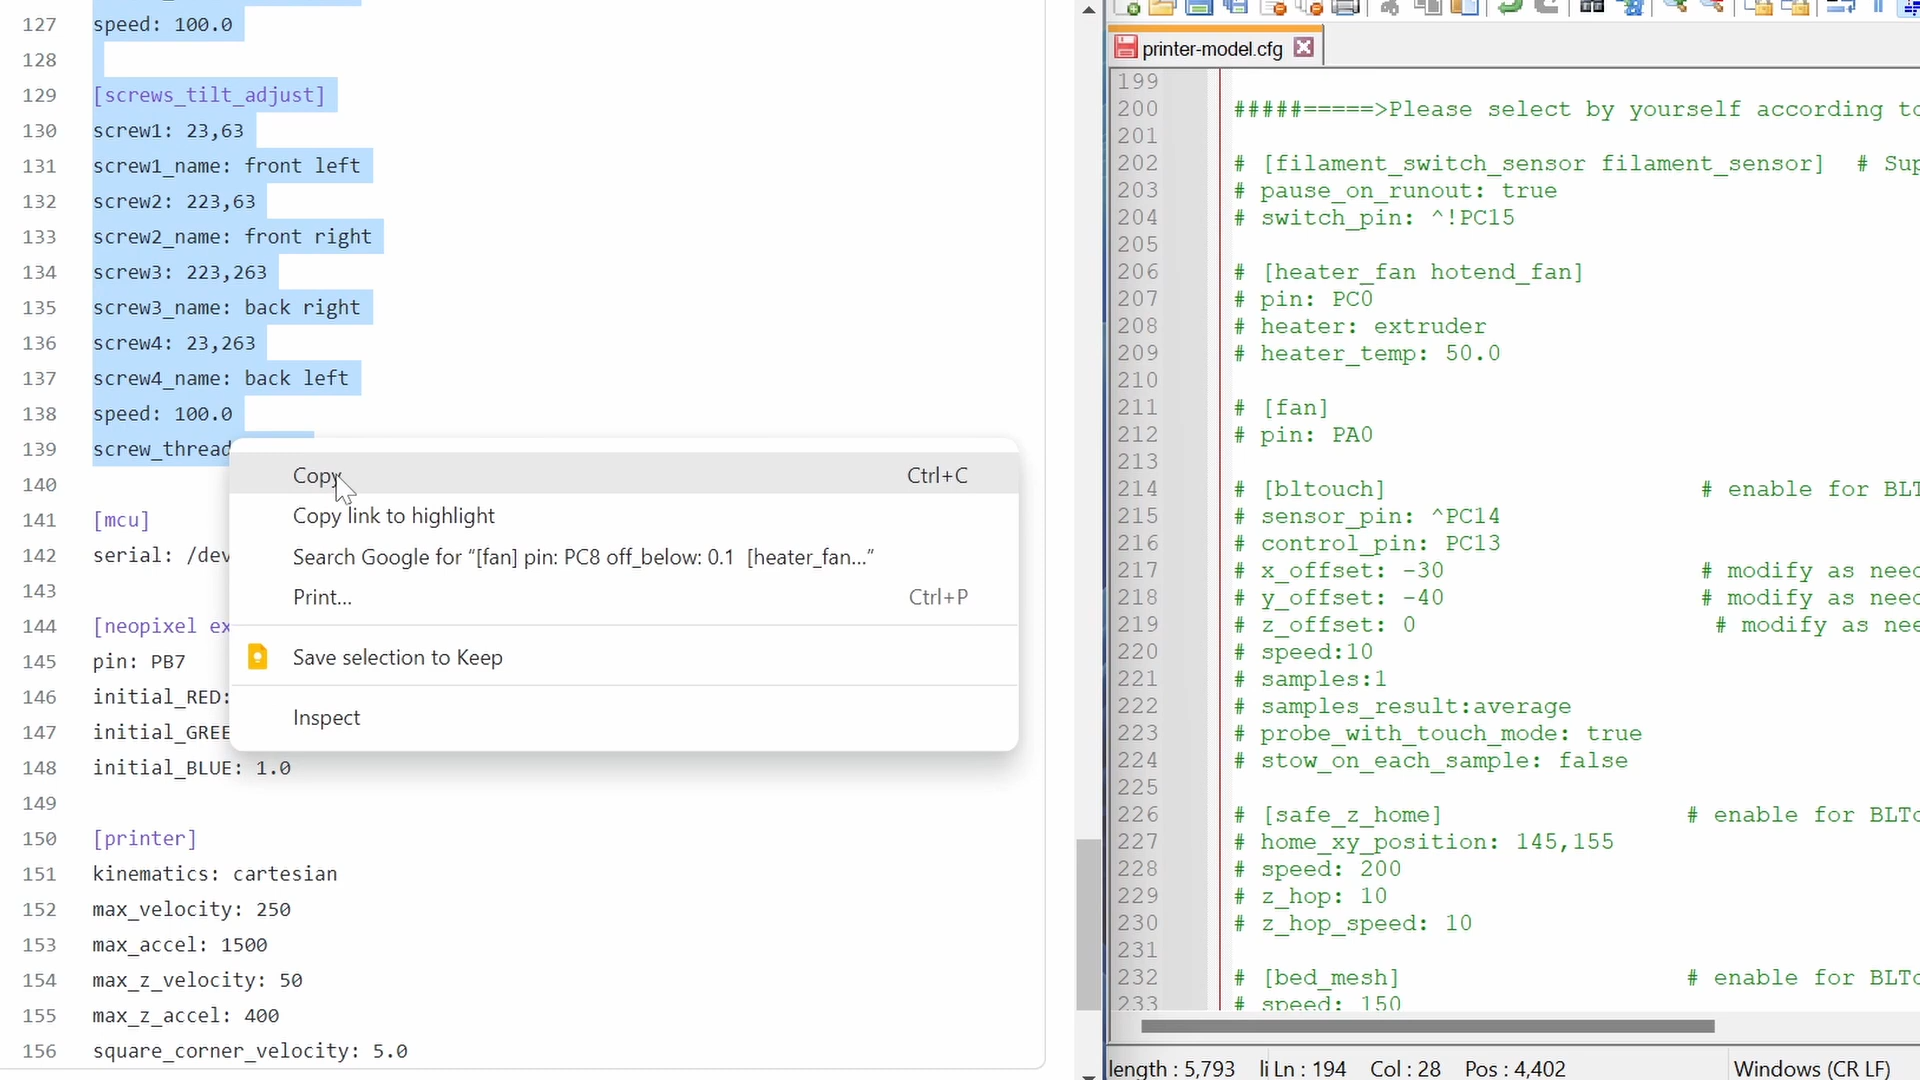 127 speed: 100.0
128
129 [screws_tilt_adjust]
130 screw1: 23,63
131 screw1_name: front left
132 screw2: 223,63
133 screw2_name: front right
134 screw3: 223,263
135 screw3_name: back right
136 screw4: 23,263
137 screw4_name: back left
138 speed: 100.0
139 screw_thread
140
141 [mcu]
142 serial: /dev
143
144 [neopixel ex
145 pin: PB7
146 initial_RED:
147 initial_GREE
148 initial_BLUE: 1.0
149
150 [printer]
151 kinematics: cartesian
152 max_velocity: 250
153 max_accel: 1500
154 max_z_velocity: 50
155 max_z_accel: 400
156 square_corner_velocity: 5.0
Copy Ctrl+C
Copy link to highlight
Search Google for “[fan] pin: PC8 off_below: 0.1 [heater_fan...”
Print... Ctrl+P
Save selection to Keep
Inspect
printer-model.cfg
199
200 #####=====>Please select by yourself according to
201
202 # [filament_switch_sensor filament_sensor] # Sup
203 # pause_on_runout: true
204 # switch_pin: ^!PC15
205
206 # [heater_fan hotend_fan]
207 # pin: PC0
208 # heater: extruder
209 # heater_temp: 50.0
210
211 # [fan]
212 # pin: PA0
213
214 # [bltouch] # enable for BLT
215 # sensor_pin: ^PC14
216 # control_pin: PC13
217 # x_offset: -30 # modify as need
218 # y_offset: -40 # modify as need
219 # z_offset: 0 # modify as nee
220 # speed:10
221 # samples:1
222 # samples_result:average
223 # probe_with_touch_mode: true
224 # stow_on_each_sample: false
225
226 # [safe_z_home] # enable for BLTo
227 # home_xy_position: 145,155
228 # speed: 200
229 # z_hop: 10
230 # z_hop_speed: 10
231
232 # [bed_mesh] # enable for BLTo
233 # speed: 150
length : 5,793 li Ln : 194 Col : 28 Pos : 4,402 Windows (CR LF)